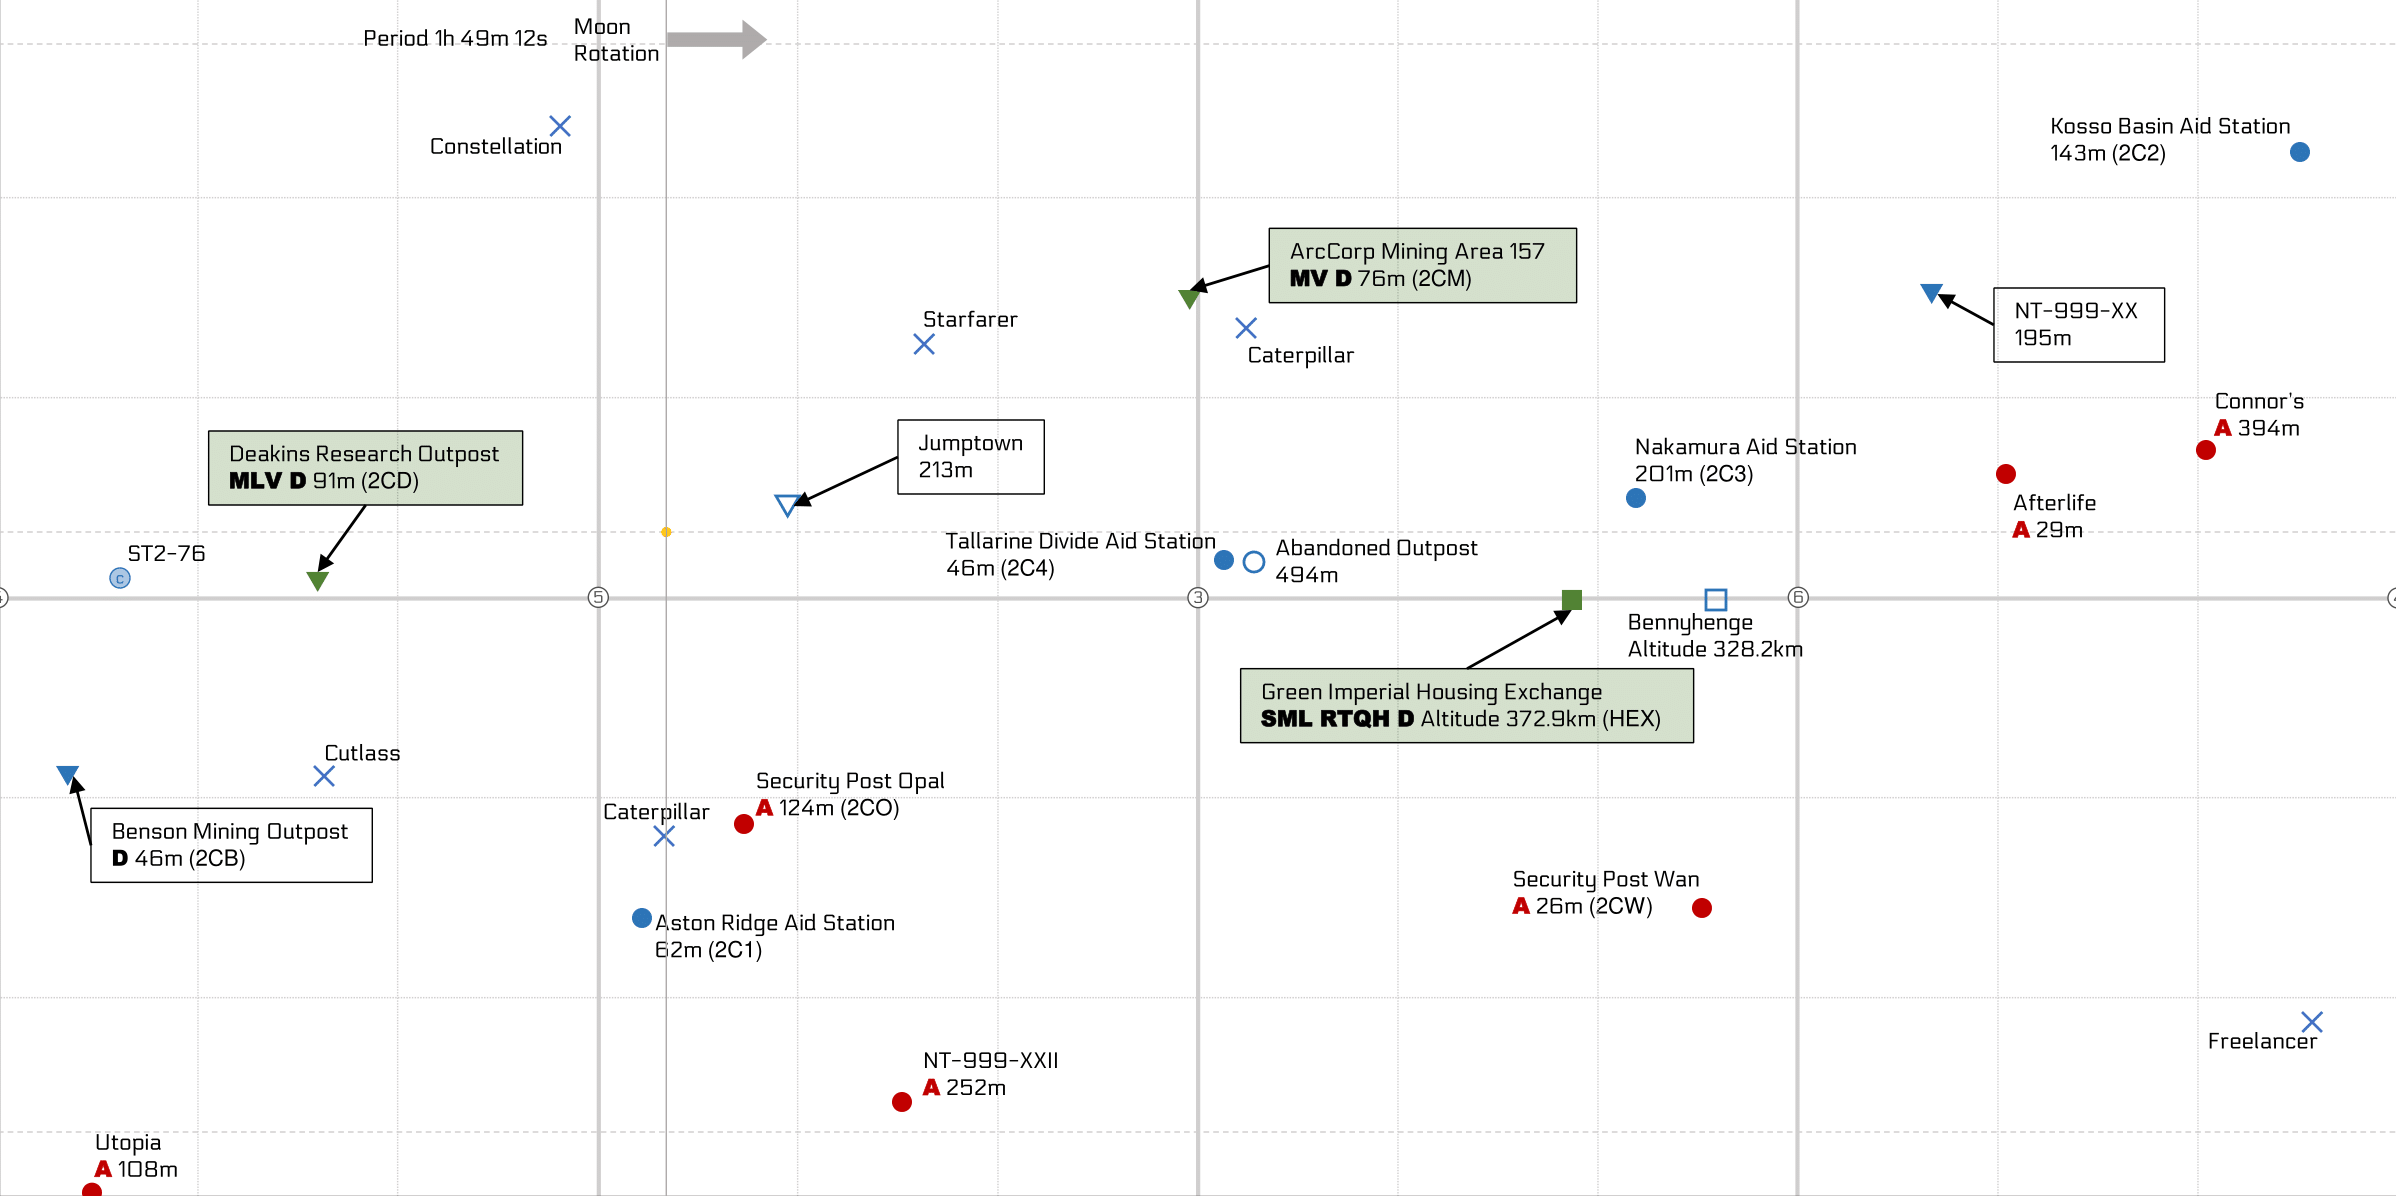 Period 1h 49m 12s
Moon
Rotation
Constellation
Kosso Basin Aid Station
143m (2C2)
ArcCorp Mining Area 157
MV D 76m (2CM)
Starfarer
Caterpillar
NT-999-XX
195m
Connor's
A 394m
Deakins Research Outpost
MLV D 91m (2CD)
Jumptown
213m
Nakamura Aid Station
201m (2C3)
Afterlife
A 29m
ST2-76
C
Tallarine Divide Aid Station
46m (2C4)
Abandoned Outpost
494m
5
3
6
Bennyhenge
Altitude 328.2km
Green Imperial Housing Exchange
SML RTQH D Altitude 372.9km (HEX)
Cutlass
Benson Mining Outpost
D 46m (2CB)
Security Post Opal
A 124m (2CO)
Caterpillar
Aston Ridge Aid Station
62m (2C1)
Security Post Wan
A 26m (2CW)
Freelancer
NT-999-XXII
A 252m
Utopia
A 108m